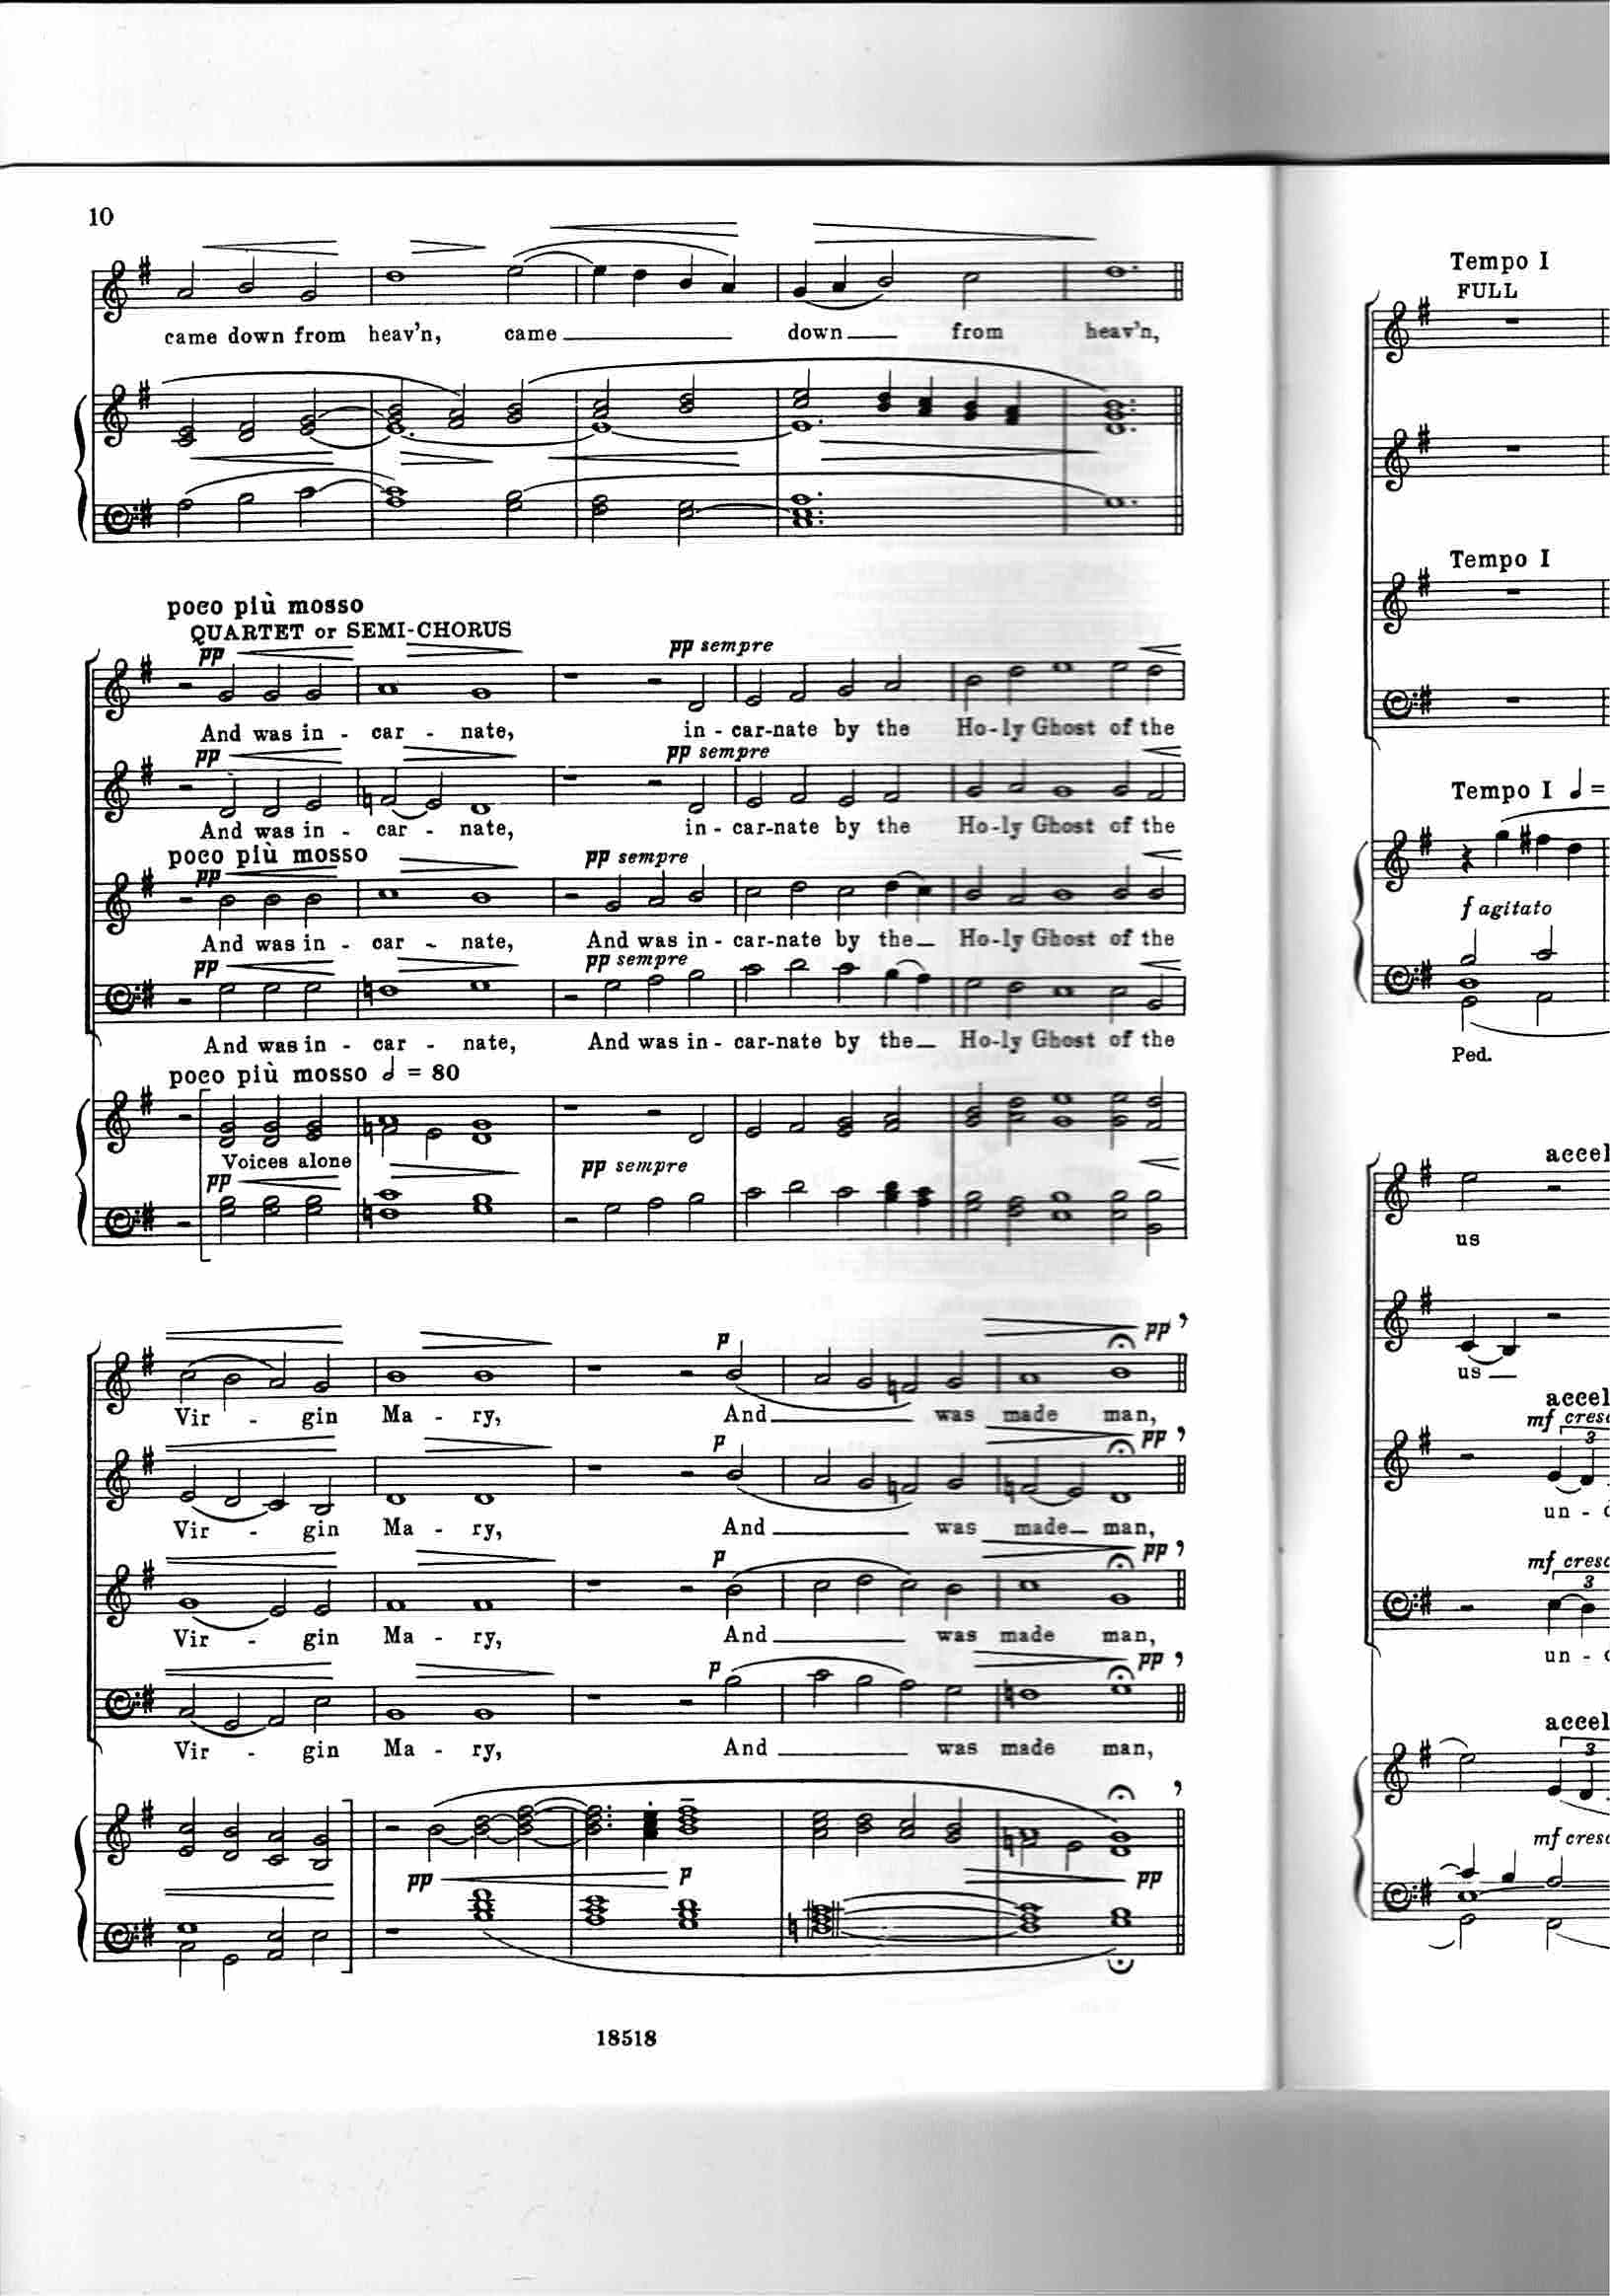 10
came down from heav'n, came down from heav'n,
poco più mosso
QUARTET or SEMI-CHORUS
pp pp sempre
And was in - car - nate, in - car-nate by the Ho-ly Ghost of the
pp pp sempre
And was in - car - nate, in - car-nate by the Ho-ly Ghost of the
poco più mosso
pp pp sempre
And was in - car - nate, And was in - car-nate by the Ho-ly Ghost of the
pp pp sempre
And was in - car - nate, And was in - car-nate by the Ho-ly Ghost of the
poco più mosso = 80
Voices alone
pp pp sempre
p pp
Vir - gin Ma - ry, And was made man,
p pp
Vir - gin Ma - ry, And was made man,
p pp
Vir - gin Ma - ry, And was made man,
p pp
Vir - gin Ma - ry, And was made man,
pp p pp
18518
Tempo I
FULL
Tempo I
Tempo I =
f agitato
Ped.
accel
us
us
accel
mf cresc
3
un -
mf cresc
3
un -
accel
3
mf cresc